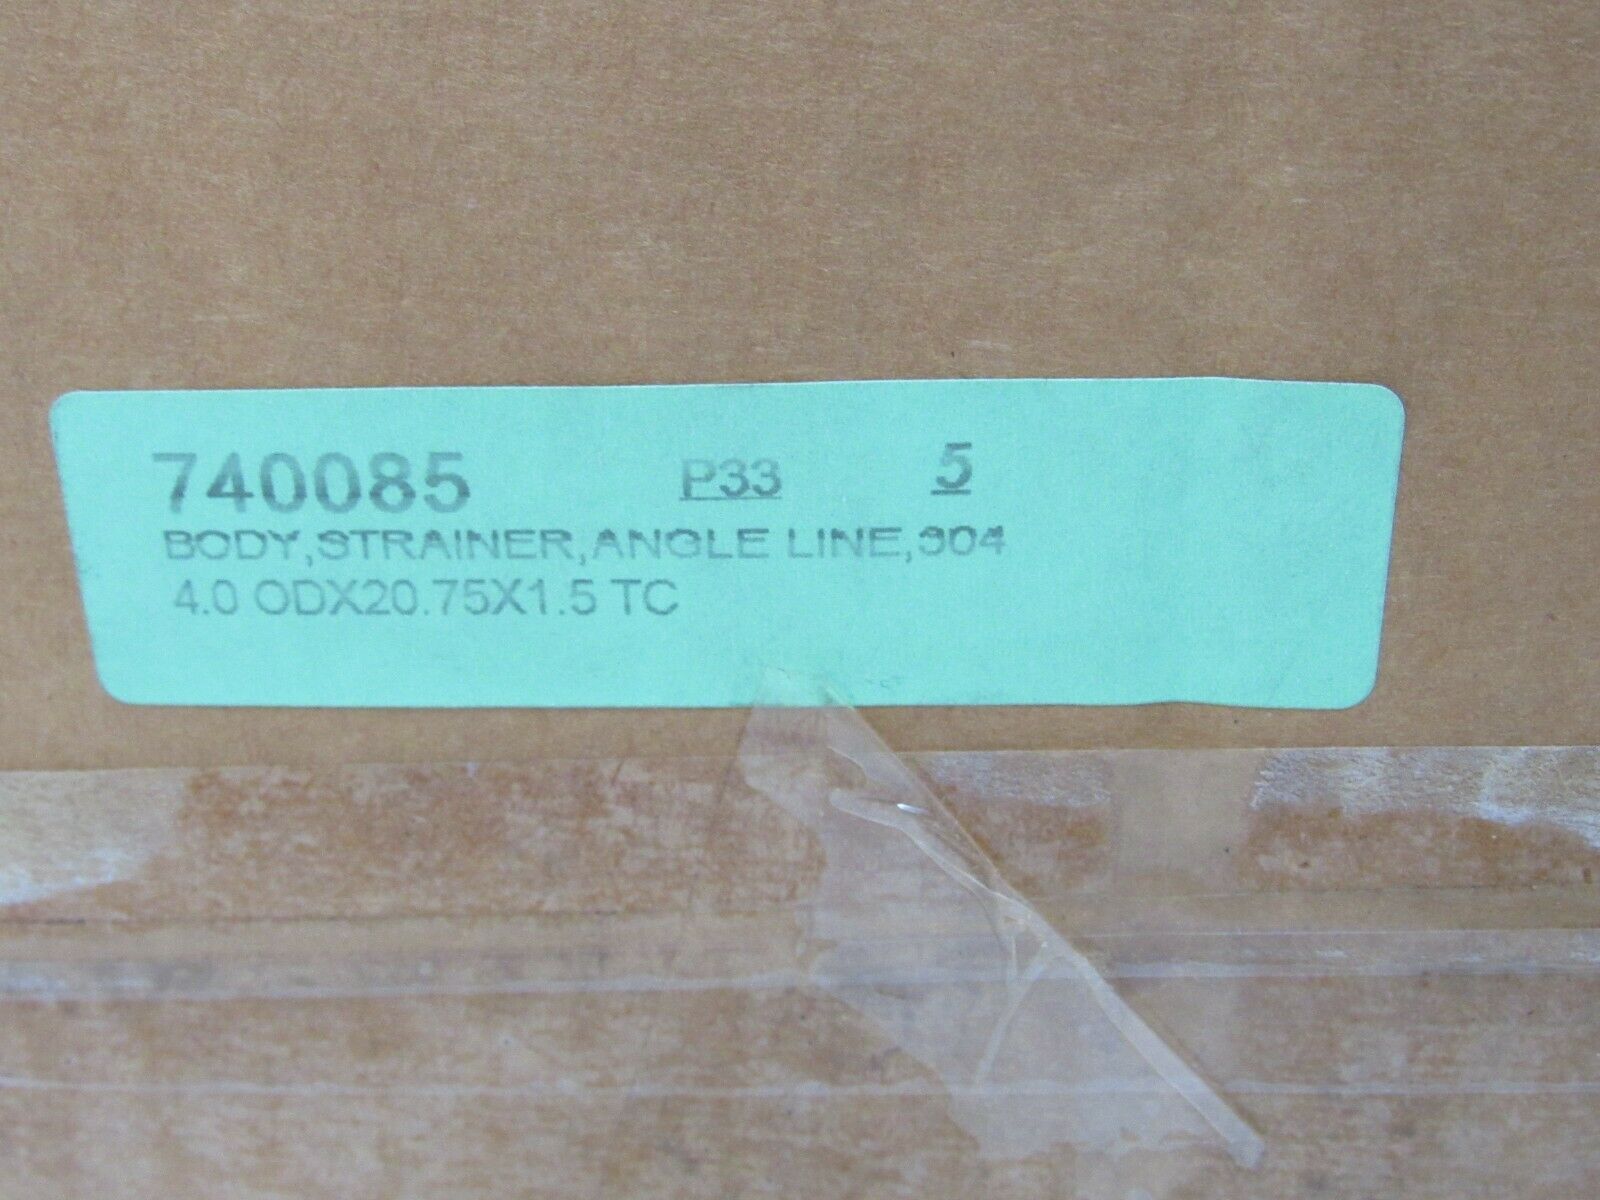 740085 P33 5
BODY,STRAINER,ANGLE LINE,304
4.0 ODX20.75X1.5 TC